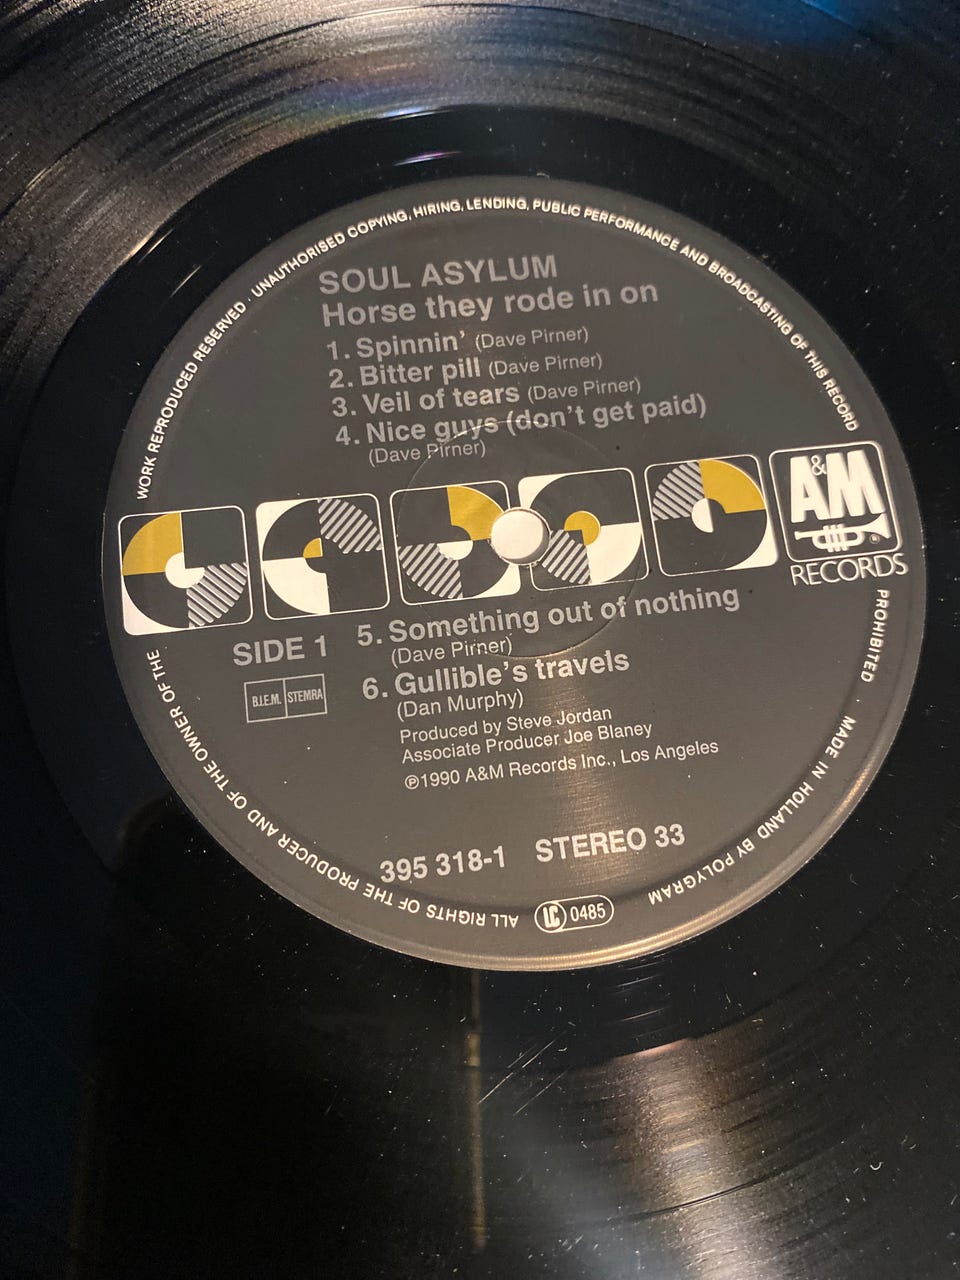 SOUL ASYLUM
Horse they rode in on
1. Spinnin' (Dave Pirner)
2. Bitter pill (Dave Pirner)
3. Veil of tears (Dave Pirner)
4. Nice guys (don't get paid)
(Dave Pirner)
A&M
®
RECORDS
SIDE 1
B.I.E.M. STEMRA
5. Something out of nothing
(Dave Pirner)
6. Gullible's travels
(Dan Murphy)
Produced by Steve Jordan
Associate Producer Joe Blaney
℗1990 A&M Records Inc., Los Angeles
395 318-1 STEREO 33
LC 0485
ALL RIGHTS OF THE PRODUCER AND OF THE OWNER OF THE WORK REPRODUCED RESERVED · UNAUTHORISED COPYING, HIRING, LENDING, PUBLIC PERFORMANCE AND BROADCASTING OF THIS RECORD PROHIBITED · MADE IN HOLLAND BY POLYGRAM